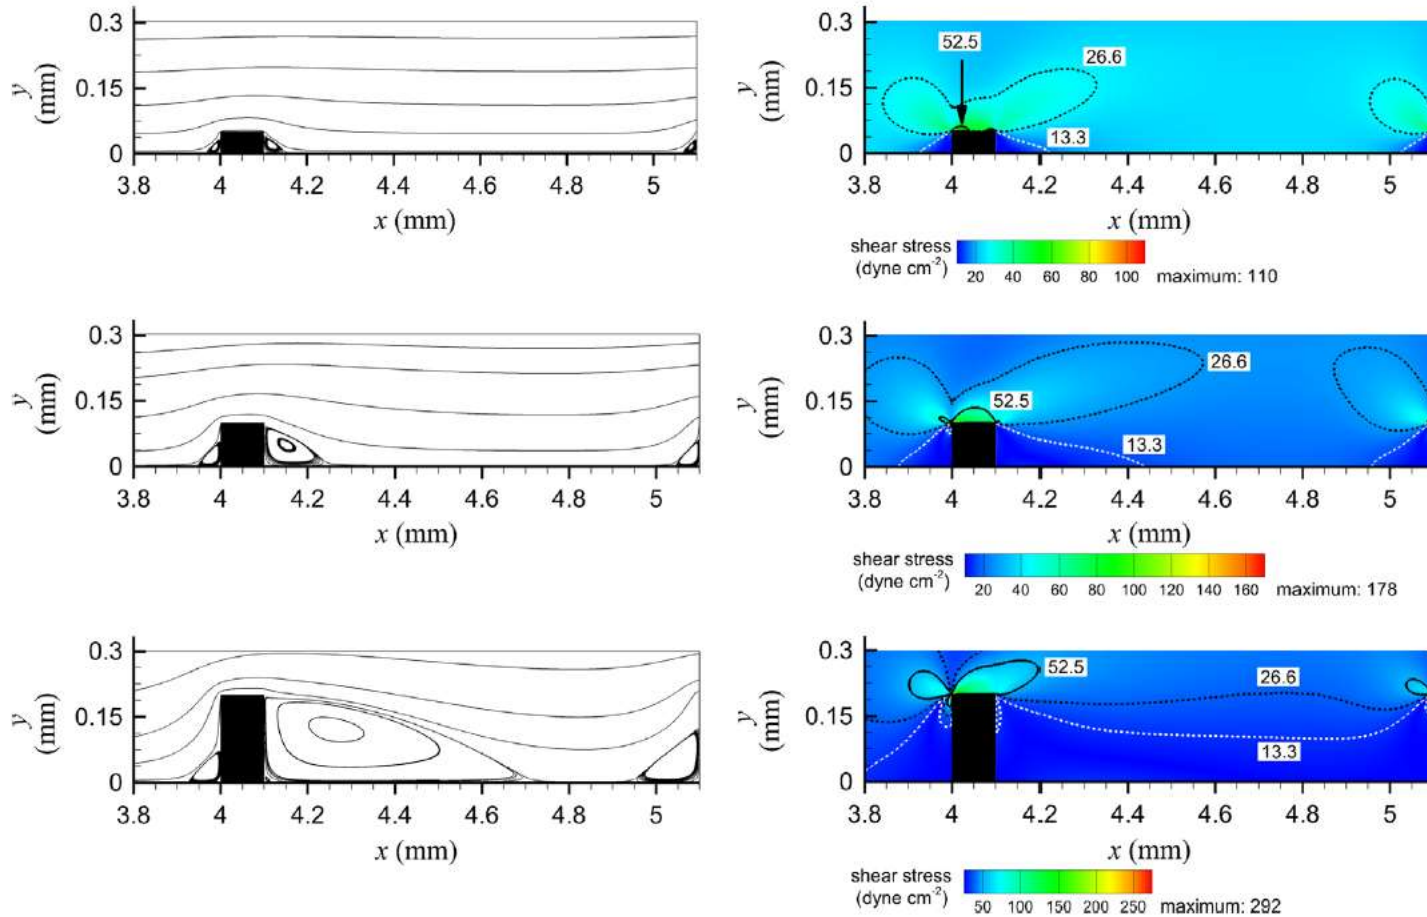 0.3
0.15
0
y
(mm)
3.8 4 4.2 4.4 4.6 4.8 5
x (mm)
0.3
0.15
0
y
(mm)
52.5
26.6
13.3
4 4.2 4.4 4.6 4.8 5
3.8
x (mm)
shear stress
(dyne cm-2)
20 40 60 80 100
maximum: 110
0.3
0.15
0
y
(mm)
3.8 4 4.2 4.4 4.6 4.8 5
x (mm)
0.3
0.15
0
y
(mm)
26.6
52.5
13.3
3.8 4 4.2 4.4 4.6 4.8 5
x (mm)
shear stress
(dyne cm-2)
20 40 60 80 100 120 140 160
maximum: 178
0.3
0.15
0
y
(mm)
3.8 4 4.2 4.4 4.6 4.8 5
x (mm)
0.3
0.15
0
y
(mm)
52.5
26.6
13.3
3.8 4 4.2 4.4 4.6 4.8 5
x (mm)
shear stress
(dyne cm-2)
50 100 150 200 250
maximum: 292